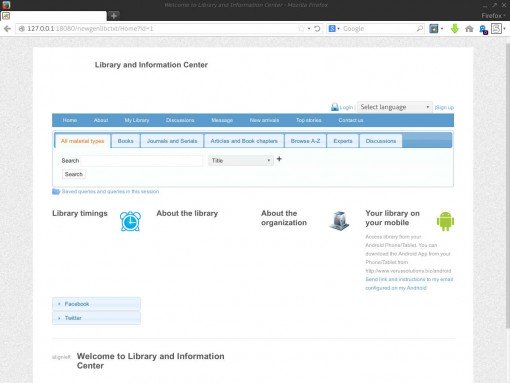 Welcome to Library and Information Center - Mozilla Firefox
Firefox
127.0.0.1:18080/newgenlibctxt/Home?id=1
Google
Library and Information Center
Login | Select language |Sign up
Home About My Library Discussions Message New arrivals Top stories Contact us
All material types Books Journals and Serials Articles and Book chapters Browse A-Z Experts Discussions
Search Title +
Search
Saved queries and queries in this session
Library timings
About the library
About the organization
Your library on your mobile
Access library from your
Android Phone/Tablet. You can
download the Android App from your
Phone/Tablet from
Send link and instructions to my email
configured on my Android
Facebook
Twitter
align=left
Welcome to Library and Information
Center